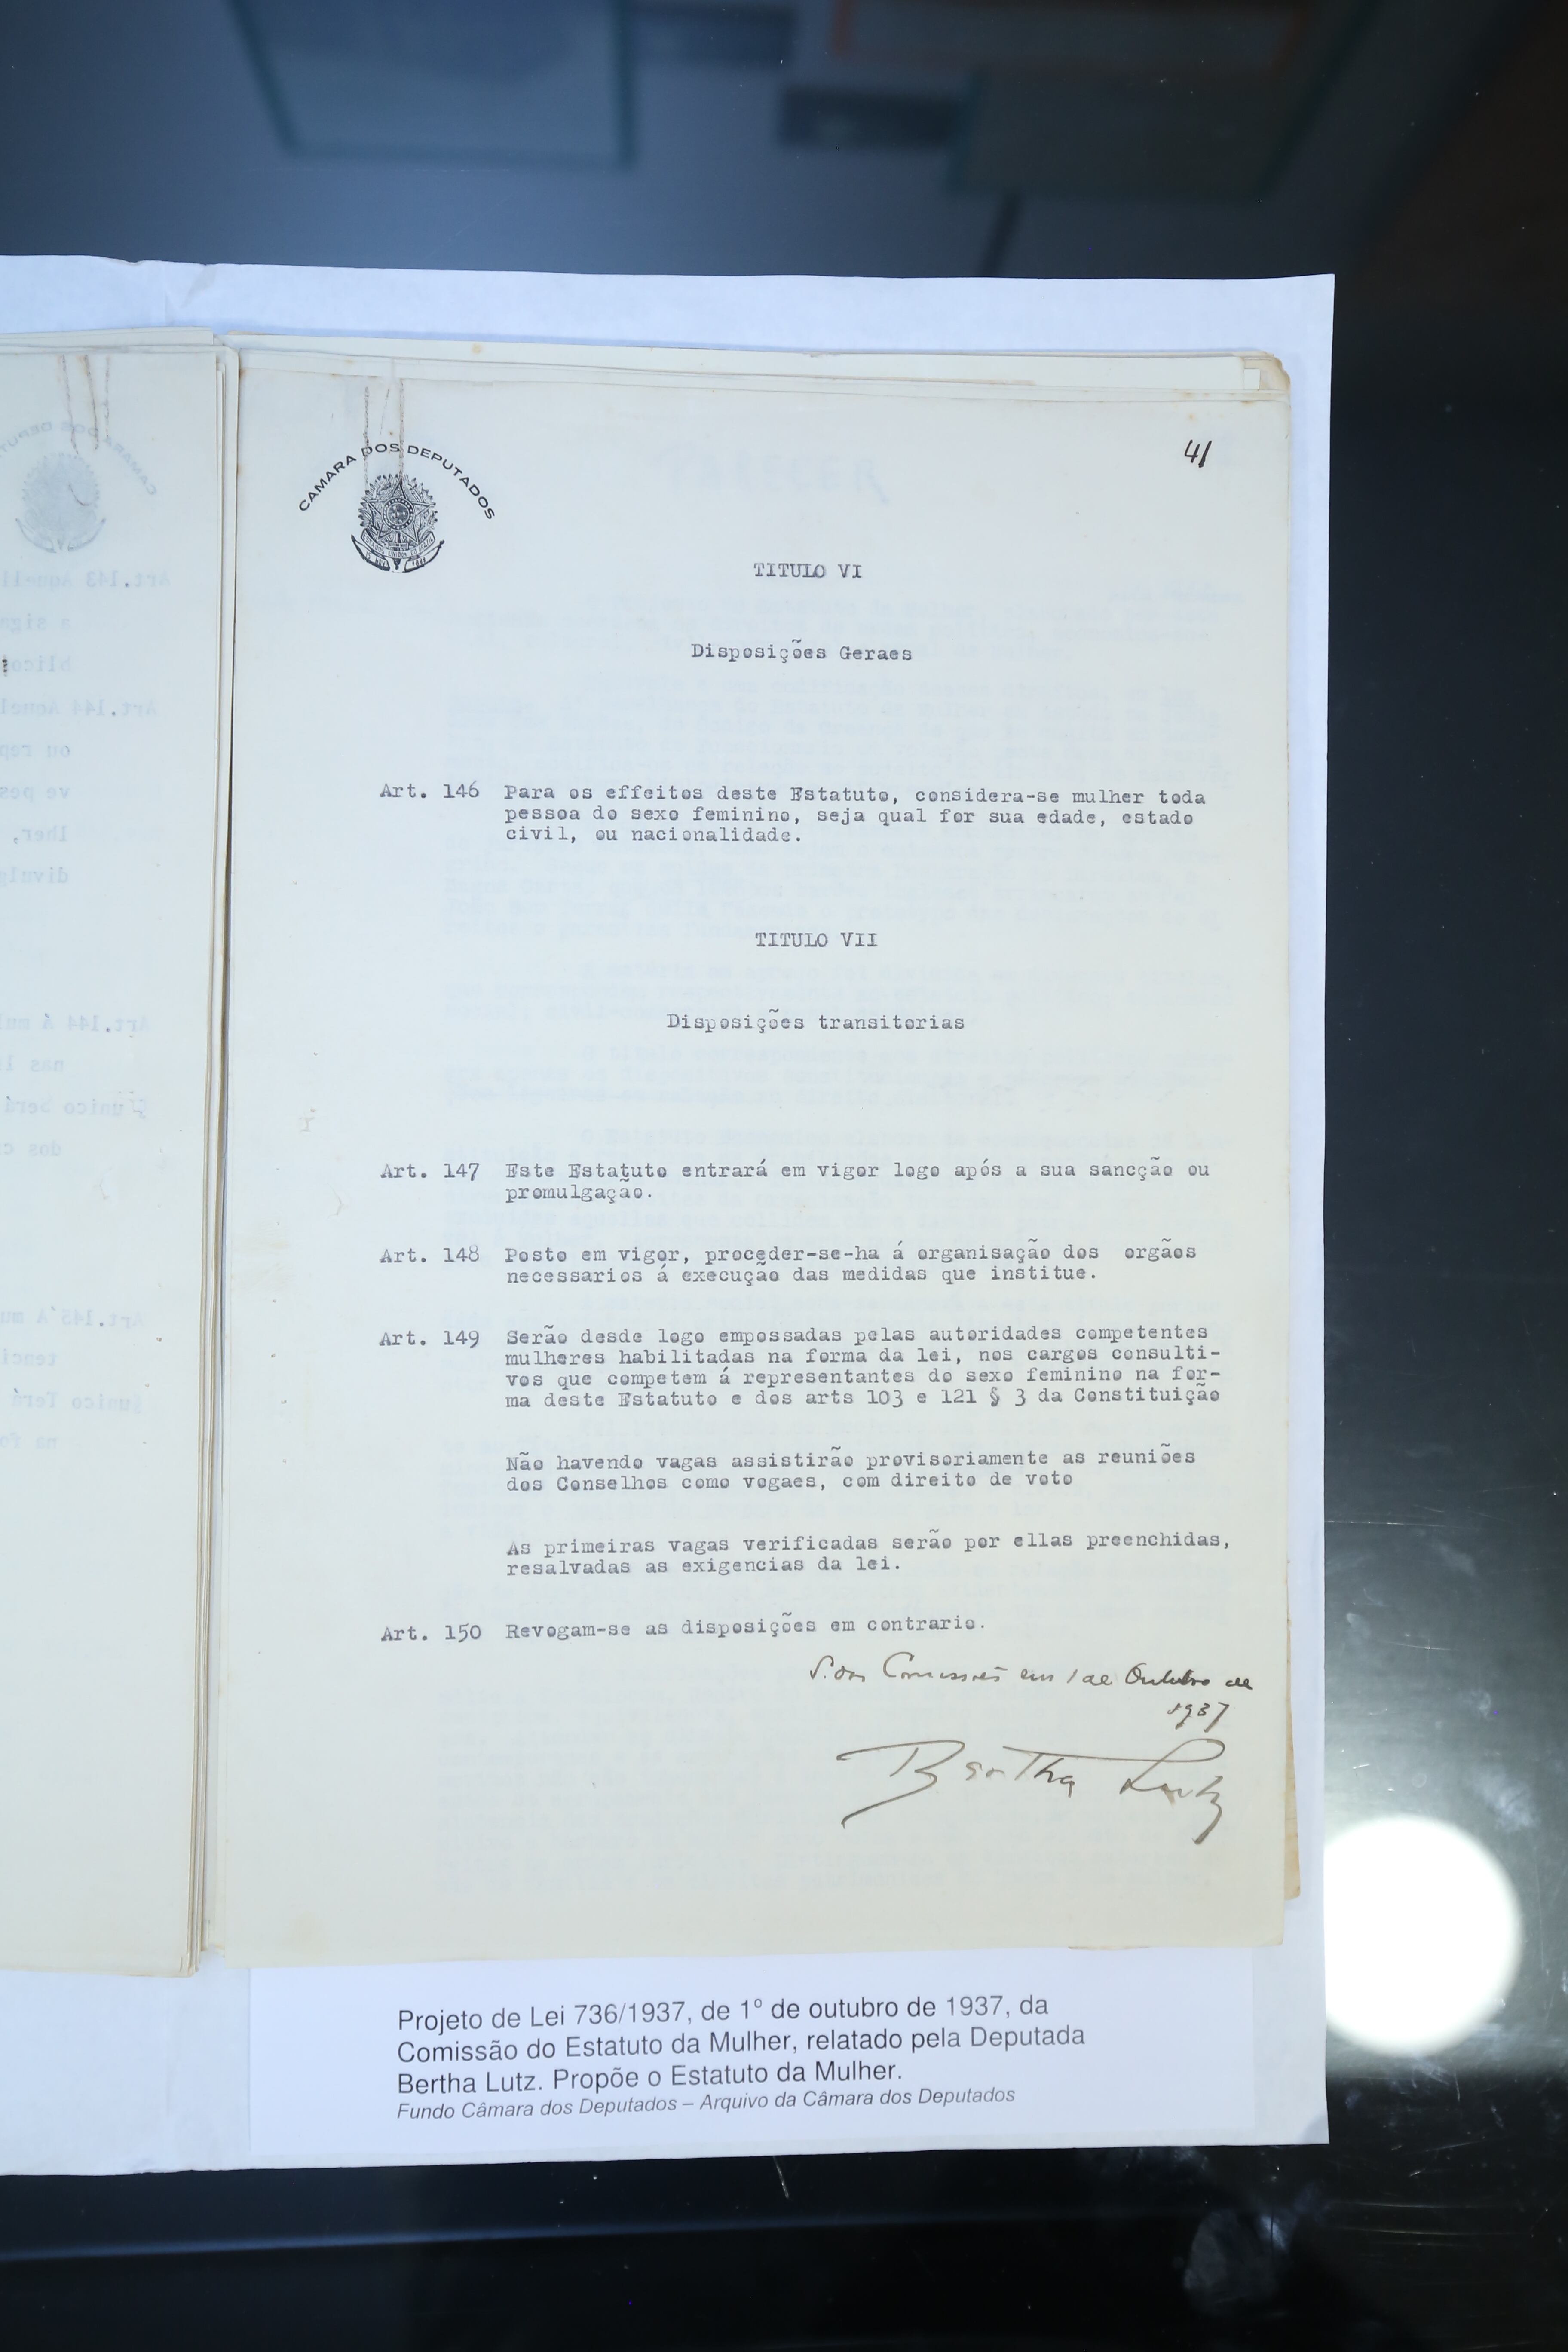 CAMARA DOS DEPUTADOS
41
TITULO VI
Disposições Geraes
Art. 146 Para os effeitos deste Estatuto, considera-se mulher toda
pessoa do sexo feminino, seja qual for sua edade, estado
civil, ou nacionalidade.
TITULO VII
Disposições transitorias
Art. 147 Este Estatuto entrará em vigor logo após a sua sancção ou
promulgação.
Art. 148 Posto em vigor, proceder-se-ha á organisação dos orgãos
necessarios á execução das medidas que institue.
Art. 149 Serão desde logo empossadas pelas autoridades competentes
mulheres habilitadas na forma da lei, nos cargos consulti-
vos que competem á representantes do sexo feminino na for-
ma deste Estatuto e dos arts 103 e 121 § 3 da Constituição
Não havendo vagas assistirão provisoriamente as reuniões
dos Conselhos como vogaes, com direito de voto
As primeiras vagas verificadas serão por ellas preenchidas,
resalvadas as exigencias da lei.
Art. 150 Revogam-se as disposições em contrario.
S. das Comissões em 1 de Outubro de
1937
Bertha Lutz
Projeto de Lei 736/1937, de 1º de outubro de 1937, da
Comissão do Estatuto da Mulher, relatado pela Deputada
Bertha Lutz. Propõe o Estatuto da Mulher.
Fundo Câmara dos Deputados – Arquivo da Câmara dos Deputados